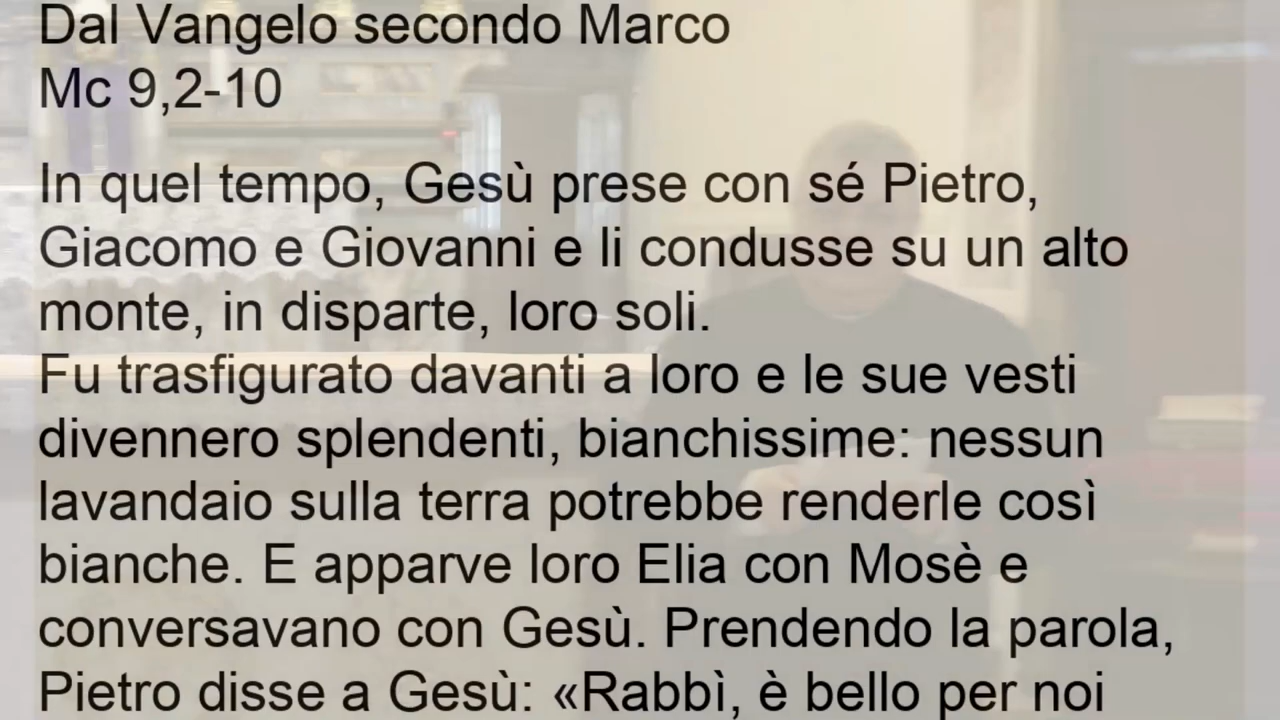 Dal Vangelo secondo Marco
Mc 9,2-10
In quel tempo, Gesù prese con sé Pietro,
Giacomo e Giovanni e li condusse su un alto
monte, in disparte, loro soli.
Fu trasfigurato davanti a loro e le sue vesti
divennero splendenti, bianchissime: nessun
lavandaio sulla terra potrebbe renderle così
bianche. E apparve loro Elia con Mosè e
conversavano con Gesù. Prendendo la parola,
Pietro disse a Gesù: «Rabbì, è bello per noi